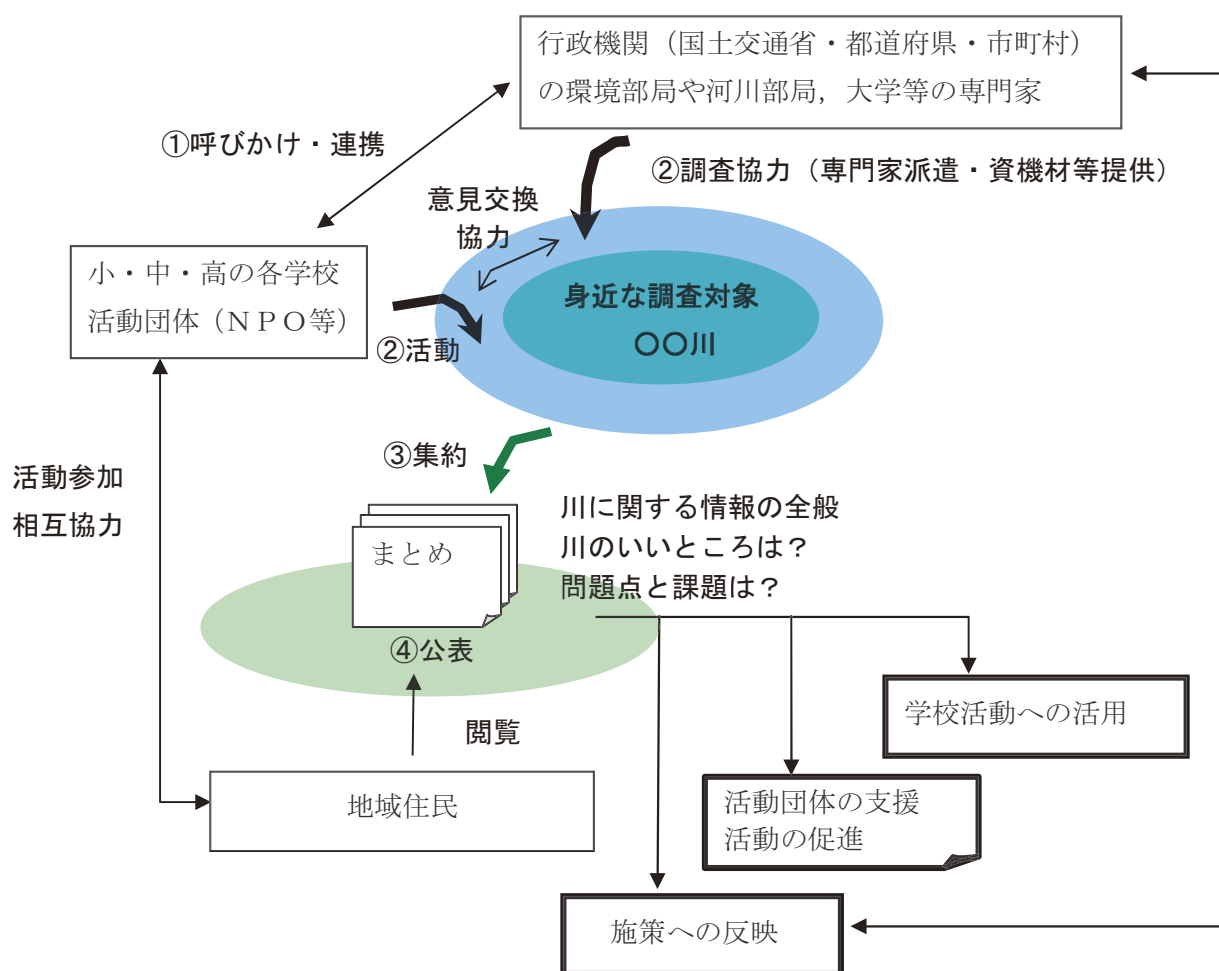 行政機関（国土交通省・都道府県・市町村）
の環境部局や河川部局，大学等の専門家
①呼びかけ・連携
②調査協力（専門家派遣・資機材等提供）
意見交換
協力
小・中・高の各学校
活動団体（ＮＰＯ等）
身近な調査対象
〇〇川
②活動
③集約
活動参加
相互協力
川に関する情報の全般
川のいいところは？
問題点と課題は？
まとめ
④公表
学校活動への活用
閲覧
地域住民
活動団体の支援
活動の促進
施策への反映